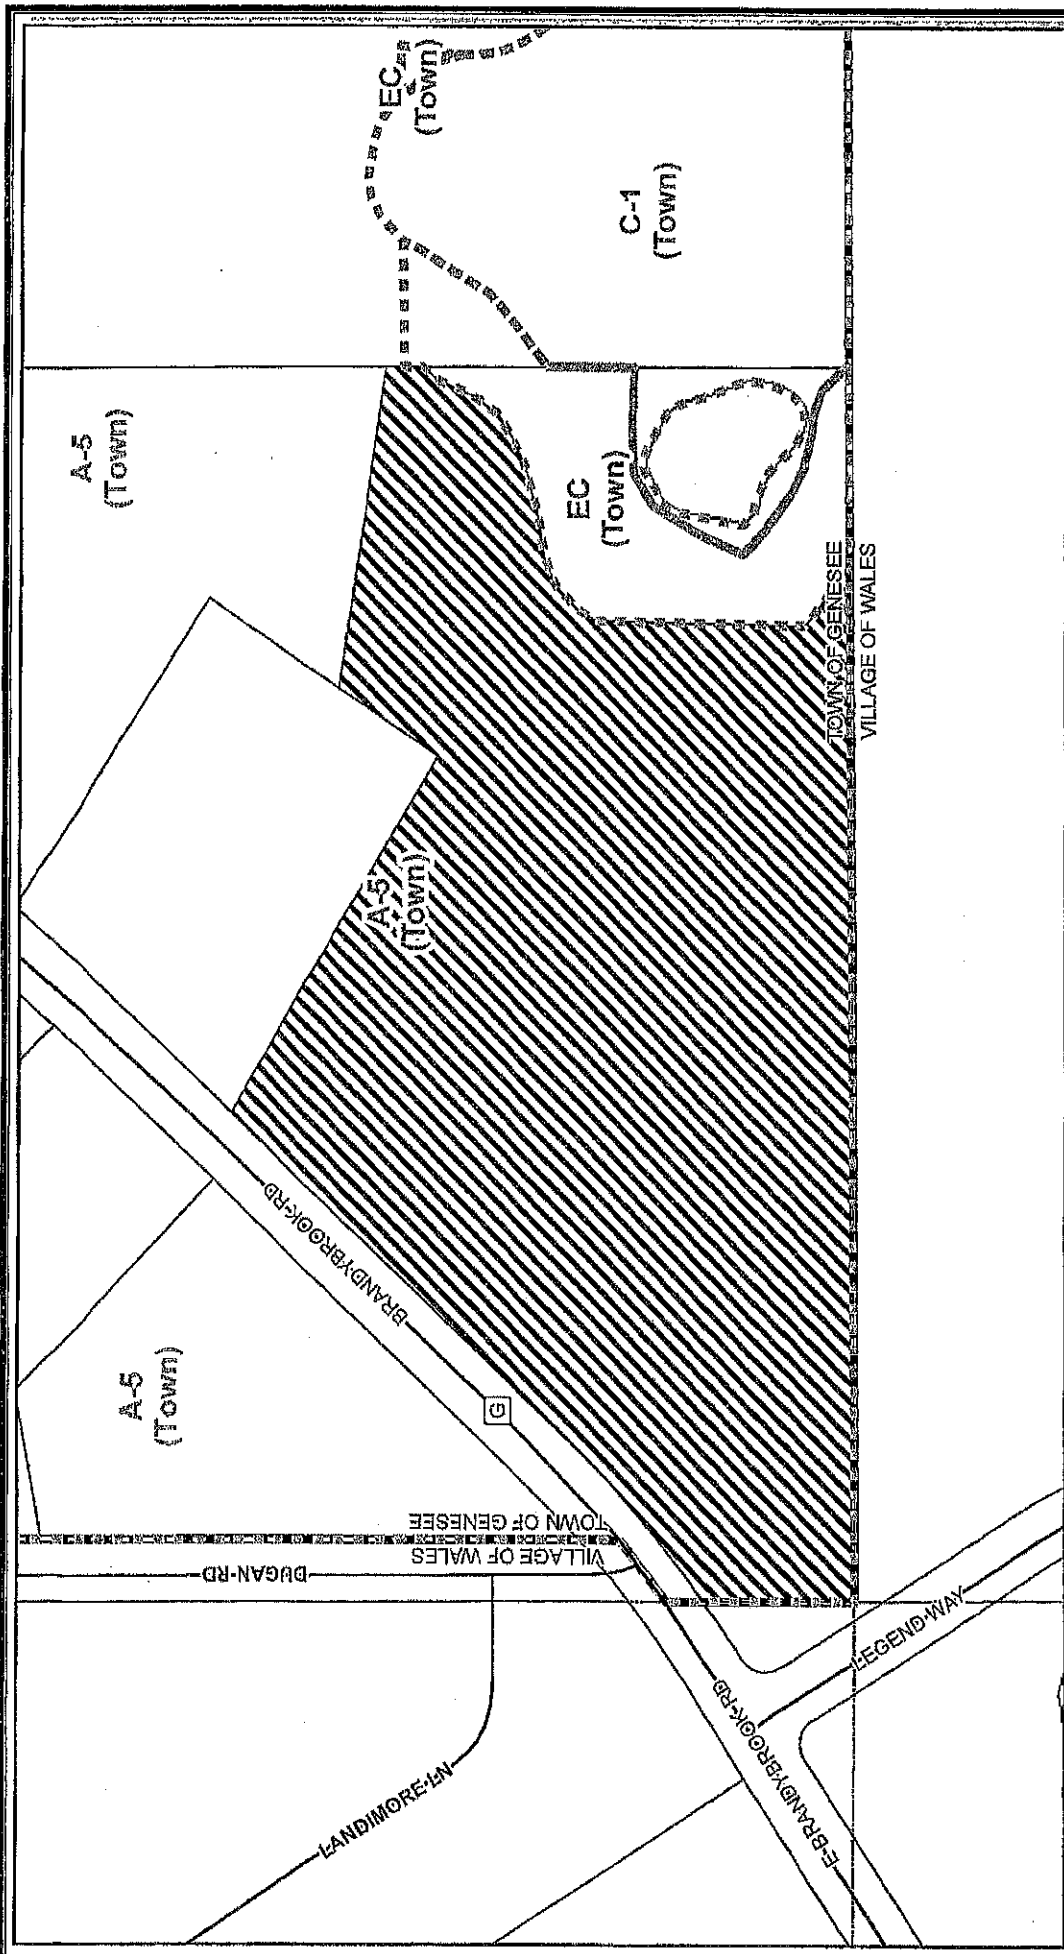 EC
(Town)
C-1
(Town)
A-5
(Town)
EC
(Town)
TOWN OF GENESEE
VILLAGE OF WALES
A-5
(Town)
BRANDYBROOK-RD
A-5
(Town)
G
TOWN OF GENESEE
VILLAGE OF WALES
DUGAN-RD
LEGEND-WAY
E-BRANDYBROOK-RD
LANDIMORE-LN